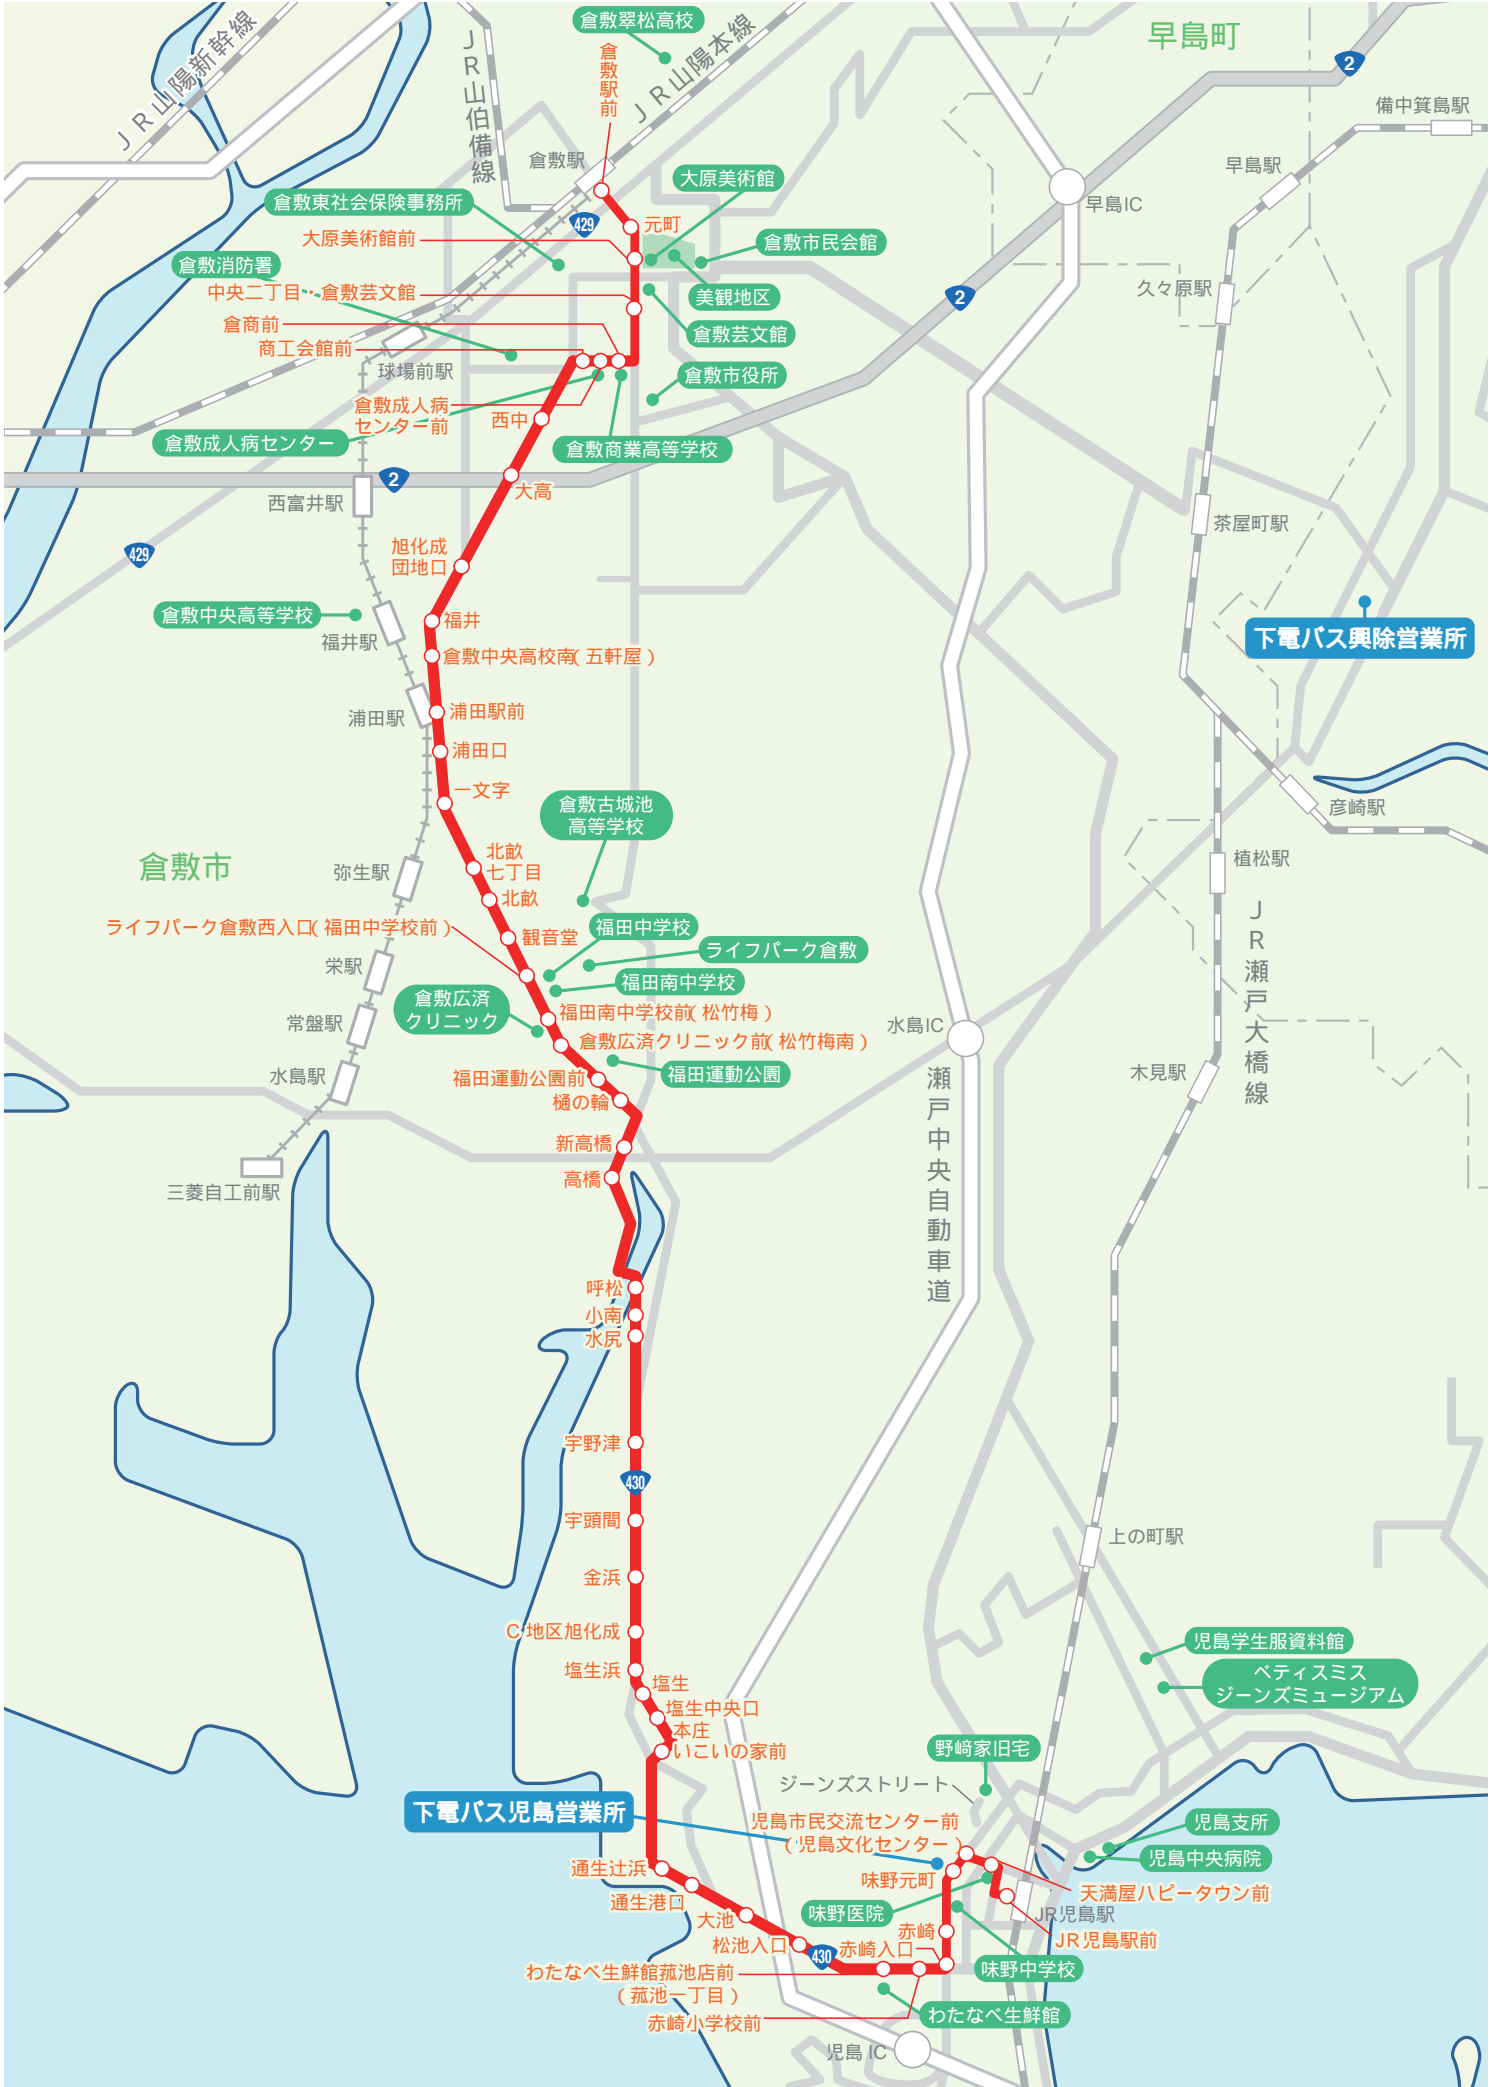 倉敷翠松高校
早島町
JR山陽新幹線
JR山伯備線
倉敷駅前
JR山陽本線
2
備中箕島駅
倉敷駅
早島駅
大原美術館
早島IC
倉敷東社会保険事務所
429
元町
大原美術館前
倉敷市民会館
倉敷消防署
中央二丁目・倉敷芸文館
美観地区
2
久々原駅
倉商前
倉敷芸文館
商工会館前
球場前駅
倉敷市役所
倉敷成人病
センター前
西中
倉敷成人病センター
倉敷商業高等学校
2
大高
西富井駅
茶屋町駅
429
旭化成
団地口
倉敷中央高等学校
福井
福井駅
下電バス興除営業所
倉敷中央高校南(五軒屋)
浦田駅
浦田駅前
浦田口
一文字
倉敷古城池
高等学校
彦崎駅
倉敷市
弥生駅
北畝
七丁目
植松駅
北畝
ライフパーク倉敷西入口(福田中学校前)
観音堂
福田中学校
ライフパーク倉敷
JR瀬戸大橋線
栄駅
福田南中学校
倉敷広済
クリニック
福田南中学校前(松竹梅)
常盤駅
倉敷広済クリニック前(松竹梅南)
水島IC
水島駅
福田運動公園前
福田運動公園
木見駅
樋の輪
瀬戸中央自動車道
新高橋
高橋
三菱自工前駅
呼松
小南
水尻
宇野津
430
宇頭間
上の町駅
金浜
C地区旭化成
児島学生服資料館
塩生浜
塩生
ベティスミス
ジーンズミュージアム
塩生中央口
本庄
いこいの家前
野﨑家旧宅
ジーンズストリート
下電バス児島営業所
児島市民交流センター前
(児島文化センター)
児島支所
児島中央病院
通生辻浜
味野元町
天満屋ハピータウン前
通生港口
味野医院
JR児島駅
大池
赤崎
JR児島駅前
松池入口
430
赤崎入口
わたなべ生鮮館菰池店前
(菰池一丁目)
味野中学校
わたなべ生鮮館
赤崎小学校前
児島IC